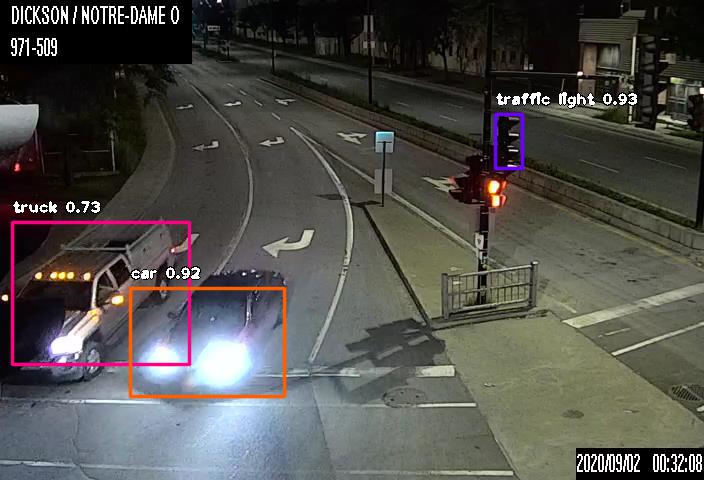 DICKSON / NOTRE-DAME O
971-509
traffic light 0.93
truck 0.73
car 0.92
2020/09/02 00:32:08